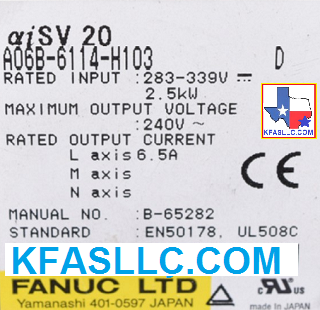 αiSV 20
A06B-6114-H103 D
RATED INPUT : 283-339V ⎓
2.5kW
MAXIMUM OUTPUT VOLTAGE
: 240V ~
RATED OUTPUT CURRENT
L axis 6.5A
M axis
N axis
KFASLLC.COM
CE
MANUAL NO. : B-65282
STANDARD : EN50178, UL508C
KFASLLC.COM
FANUC LTD
Yamanashi 401-0597 JAPAN
c UL US
JAPAN